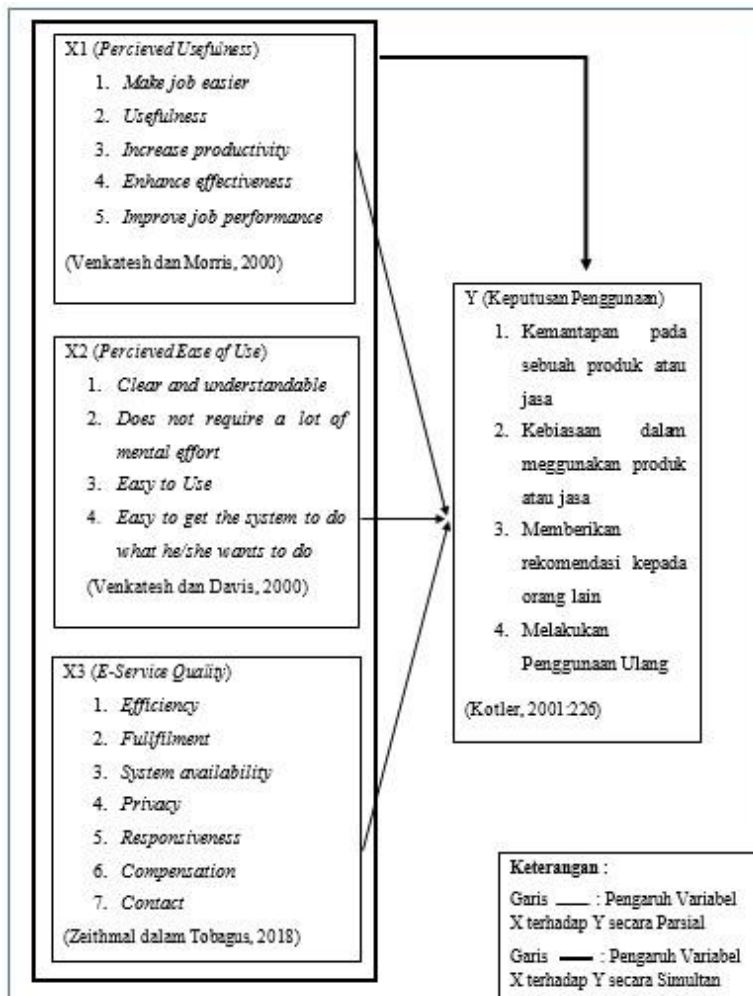 X1 (Percieved Usefulness)
1. Make job easier
2. Usefulness
3. Increase productivity
4. Enhance effectiveness
5. Improve job performance
(Venkatesh dan Morris, 2000)
X2 (Percieved Ease of Use)
1. Clear and understandable
2. Does not require a lot of
mental effort
3. Easy to Use
4. Easy to get the system to do
what he/she wants to do
(Venkatesh dan Davis, 2000)
X3 (E-Service Quality)
1. Efficiency
2. Fullfilment
3. System availability
4. Privacy
5. Responsiveness
6. Compensation
7. Contact
(Zeithmal dalam Tobagus, 2018)
Y (Keputusan Penggunaan)
1. Kemantapan pada
sebuah produk atau
jasa
2. Kebiasaan dalam
meggunakan produk
atau jasa
3. Memberikan
rekomendasi kepada
orang lain
4. Melakukan
Penggunaan Ulang
(Kotler, 2001:226)
Keterangan :
Garis : Pengaruh Variabel
X terhadap Y secara Parsial
Garis : Pengaruh Variabel
X terhadap Y secara Simultan